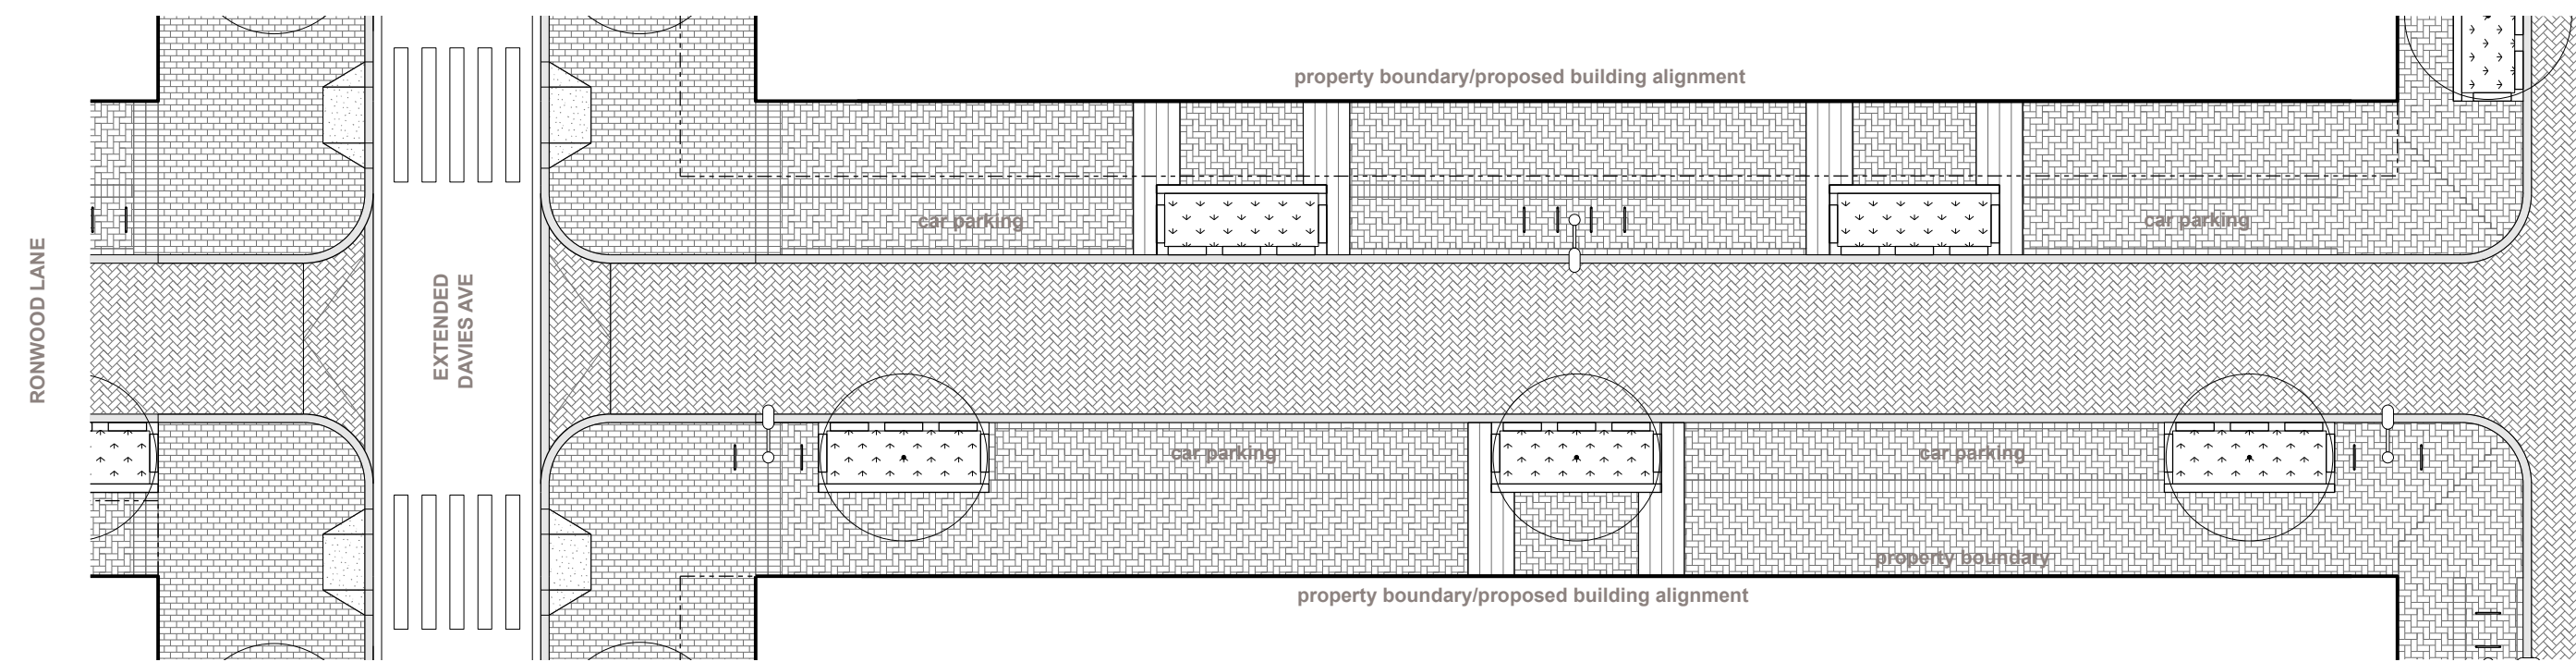 property boundary/proposed building alignment
car parking
car parking
RONWOOD LANE
EXTENDED
DAVIES AVE
car parking
car parking
property boundary
property boundary/proposed building alignment